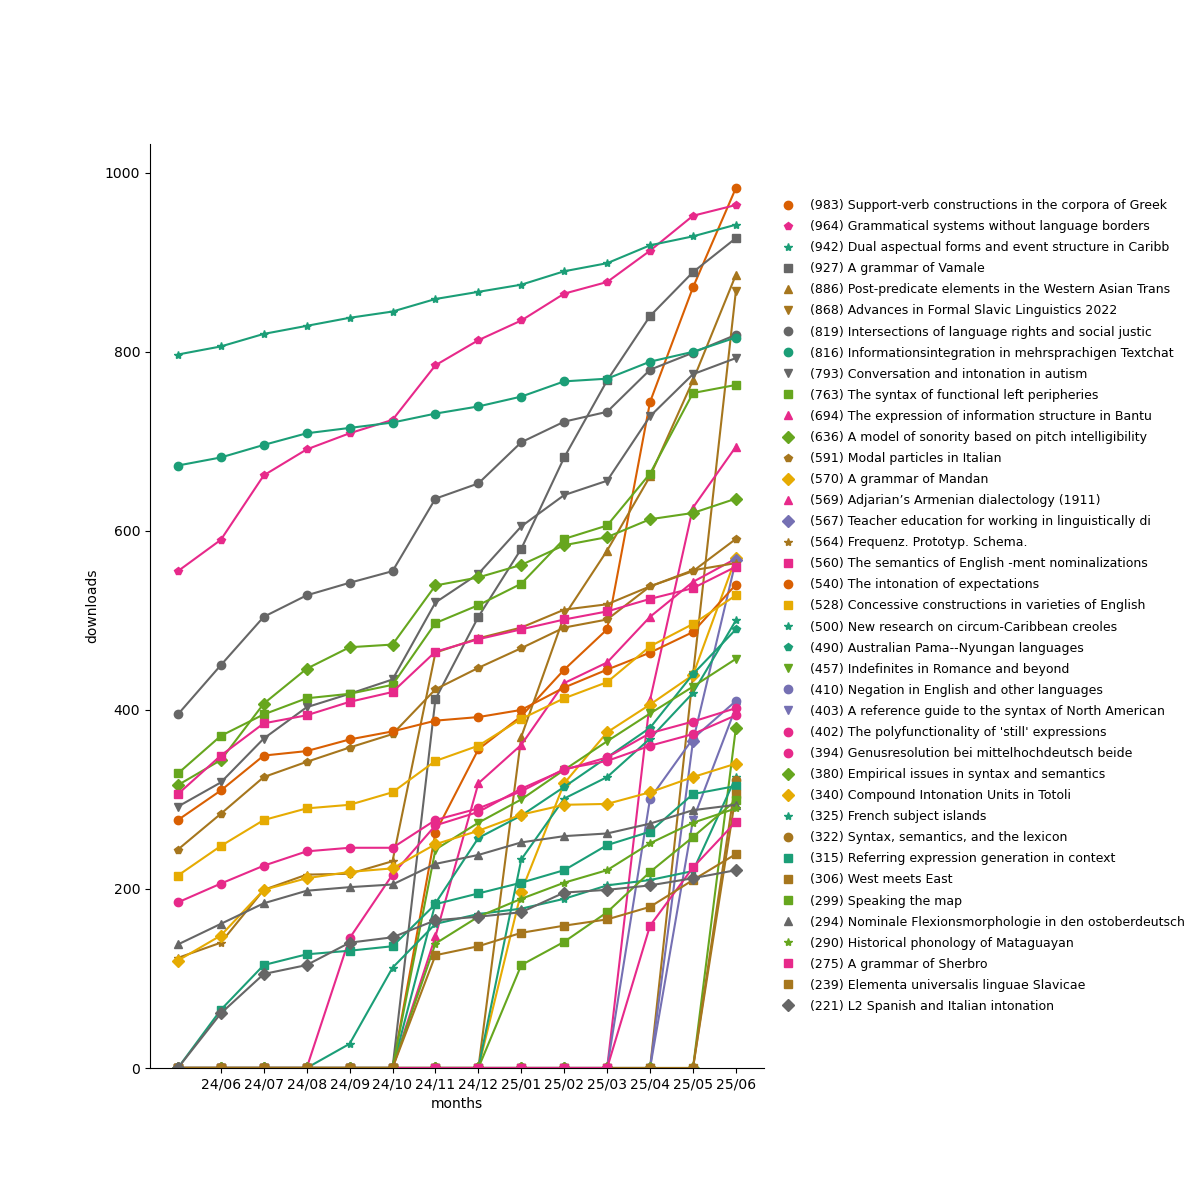 1000
800
600
400
200
0
downloads
24/06 24/07 24/08 24/09 24/10 24/11 24/12 25/01 25/02 25/03 25/04 25/05 25/06
months
(983) Support-verb constructions in the corpora of Greek
(964) Grammatical systems without language borders
(942) Dual aspectual forms and event structure in Caribb
(927) A grammar of Vamale
(886) Post-predicate elements in the Western Asian Trans
(868) Advances in Formal Slavic Linguistics 2022
(819) Intersections of language rights and social justic
(816) Informationsintegration in mehrsprachigen Textchat
(793) Conversation and intonation in autism
(763) The syntax of functional left peripheries
(694) The expression of information structure in Bantu
(636) A model of sonority based on pitch intelligibility
(591) Modal particles in Italian
(570) A grammar of Mandan
(569) Adjarian’s Armenian dialectology (1911)
(567) Teacher education for working in linguistically di
(564) Frequenz. Prototyp. Schema.
(560) The semantics of English -ment nominalizations
(540) The intonation of expectations
(528) Concessive constructions in varieties of English
(500) New research on circum-Caribbean creoles
(490) Australian Pama--Nyungan languages
(457) Indefinites in Romance and beyond
(410) Negation in English and other languages
(403) A reference guide to the syntax of North American
(402) The polyfunctionality of 'still' expressions
(394) Genusresolution bei mittelhochdeutsch beide
(380) Empirical issues in syntax and semantics
(340) Compound Intonation Units in Totoli
(325) French subject islands
(322) Syntax, semantics, and the lexicon
(315) Referring expression generation in context
(306) West meets East
(299) Speaking the map
(294) Nominale Flexionsmorphologie in den ostoberdeutsch
(290) Historical phonology of Mataguayan
(275) A grammar of Sherbro
(239) Elementa universalis linguae Slavicae
(221) L2 Spanish and Italian intonation